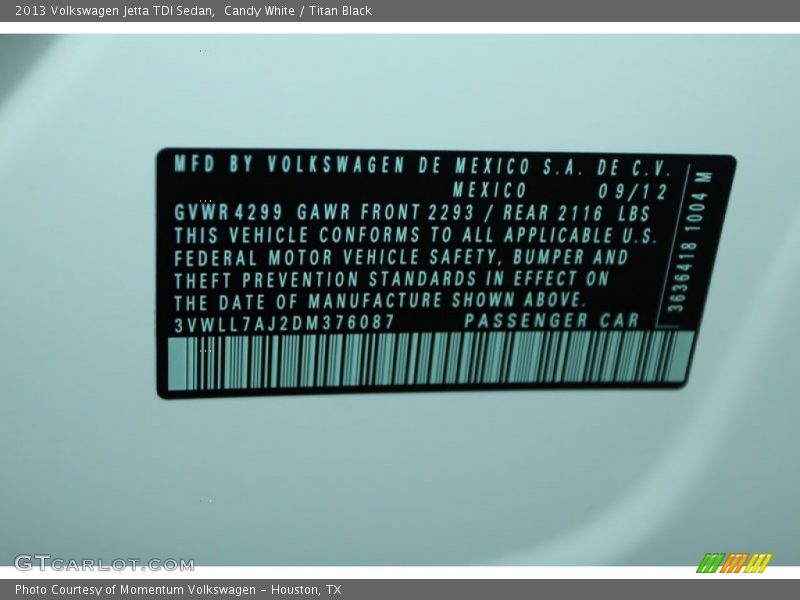 2013 Volkswagen Jetta TDI Sedan,  Candy White / Titan Black
MFD BY VOLKSWAGEN DE MEXICO S.A. DE C.V.
MEXICO 09/12
GVWR 4299 GAWR FRONT 2293 / REAR 2116 LBS
THIS VEHICLE CONFORMS TO ALL APPLICABLE U.S.
FEDERAL MOTOR VEHICLE SAFETY, BUMPER AND
THEFT PREVENTION STANDARDS IN EFFECT ON
THE DATE OF MANUFACTURE SHOWN ABOVE.
3VWLL7AJ2DM376087 PASSENGER CAR
3636418 1004 M
GTCARLOT.COM
Photo Courtesy of Momentum Volkswagen - Houston, TX